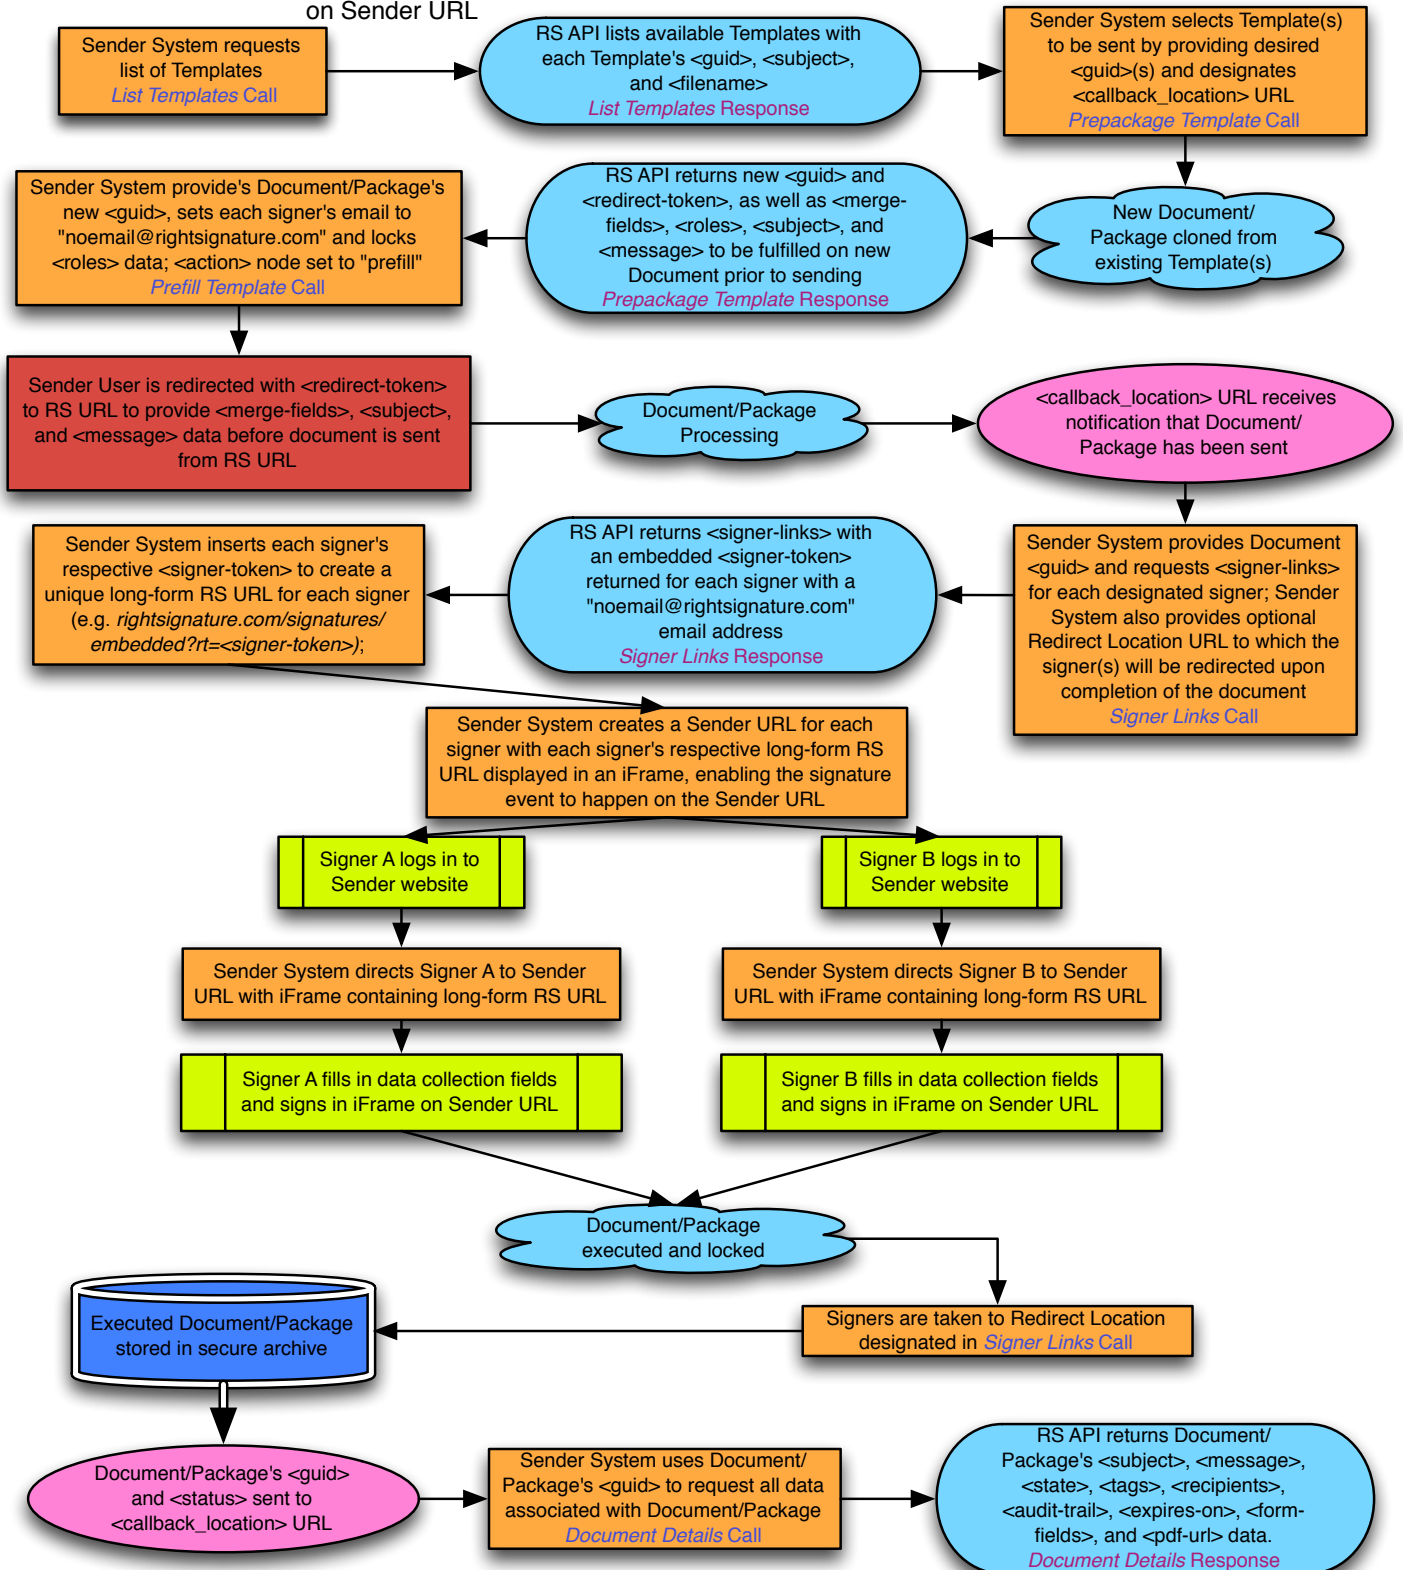 on Sender URL
Sender System requests
list of Templates
List Templates Call
RS API lists available Templates with
each Template's <guid>, <subject>,
and <filename>
List Templates Response
Sender System selects Template(s)
to be sent by providing desired
<guid>(s) and designates
<callback_location> URL
Prepackage Template Call
New Document/
Package cloned from
existing Template(s)
RS API returns new <guid> and
<redirect-token>, as well as <merge-
fields>, <roles>, <subject>, and
<message> to be fulfilled on new
Document prior to sending
Prepackage Template Response
Sender System provide's Document/Package's
new <guid>, sets each signer's email to
"noemail@rightsignature.com" and locks
<roles> data; <action> node set to "prefill"
Prefill Template Call
Sender User is redirected with <redirect-token>
to RS URL to provide <merge-fields>, <subject>,
and <message> data before document is sent
from RS URL
Document/Package
Processing
<callback_location> URL receives
notification that Document/
Package has been sent
Sender System provides Document
<guid> and requests <signer-links>
for each designated signer; Sender
System also provides optional
Redirect Location URL to which the
signer(s) will be redirected upon
completion of the document
Signer Links Call
RS API returns <signer-links> with
an embedded <signer-token>
returned for each signer with a
"noemail@rightsignature.com"
email address
Signer Links Response
Sender System inserts each signer's
respective <signer-token> to create a
unique long-form RS URL for each signer
(e.g. rightsignature.com/signatures/
embedded?rt=<signer-token>);
Sender System creates a Sender URL for each
signer with each signer's respective long-form RS
URL displayed in an iFrame, enabling the signature
event to happen on the Sender URL
Signer A logs in to
Sender website
Signer B logs in to
Sender website
Sender System directs Signer A to Sender
URL with iFrame containing long-form RS URL
Sender System directs Signer B to Sender
URL with iFrame containing long-form RS URL
Signer A fills in data collection fields
and signs in iFrame on Sender URL
Signer B fills in data collection fields
and signs in iFrame on Sender URL
Document/Package
executed and locked
Signers are taken to Redirect Location
designated in Signer Links Call
Executed Document/Package
stored in secure archive
Document/Package's <guid>
and <status> sent to
<callback_location> URL
Sender System uses Document/
Package's <guid> to request all data
associated with Document/Package
Document Details Call
RS API returns Document/
Package's <subject>, <message>,
<state>, <tags>, <recipients>,
<audit-trail>, <expires-on>, <form-
fields>, and <pdf-url> data.
Document Details Response